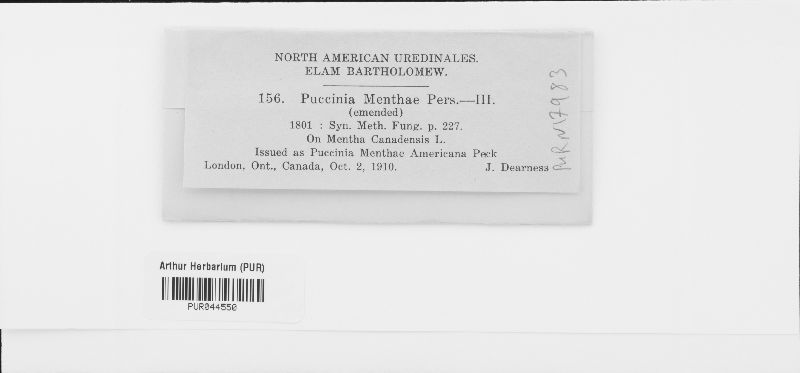 NORTH AMERICAN UREDINALES.
ELAM BARTHOLOMEW.
156. Puccinia Menthae Pers.—III.
(emended)
1801 : Syn. Meth. Fung. p. 227.
On Mentha Canadensis L.
Issued as Puccinia Menthae Americana Peck
London, Ont., Canada, Oct. 2, 1910. J. Dearness
PUR N17983
Arthur Herbarium (PUR)
PUR044550